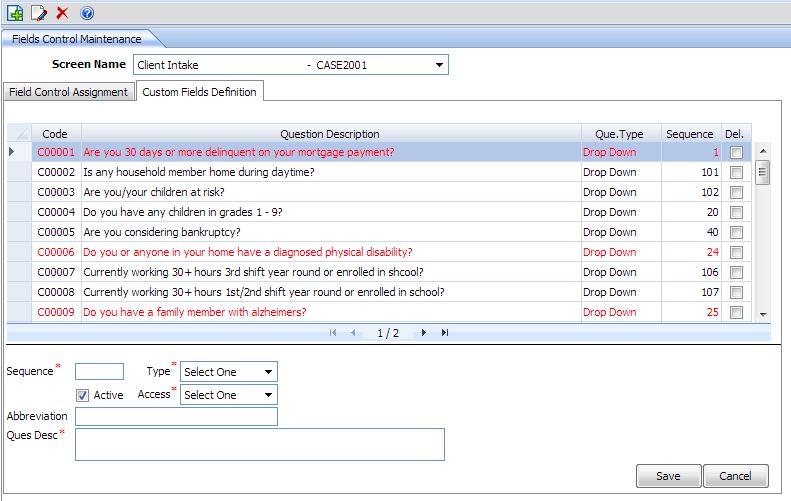 Fields Control Maintenance
Screen Name Client Intake - CASE2001
Field Control Assignment Custom Fields Definition
Code Question Description Que.Type Sequence Del.
C00001 Are you 30 days or more delinquent on your mortgage payment? Drop Down 1
C00002 Is any household member home during daytime? Drop Down 101
C00003 Are you/your children at risk? Drop Down 102
C00004 Do you have any children in grades 1 - 9? Drop Down 20
C00005 Are you considering bankruptcy? Drop Down 40
C00006 Do you or anyone in your home have a diagnosed physical disability? Drop Down 24
C00007 Currently working 30+ hours 3rd shift year round or enrolled in shcool? Drop Down 106
C00008 Currently working 30+ hours 1st/2nd shift year round or enrolled in school? Drop Down 107
C00009 Do you have a family member with alzheimers? Drop Down 25
1 / 2
Sequence * Type * Select One
Active Access * Select One
Abbreviation
Ques Desc *
Save Cancel